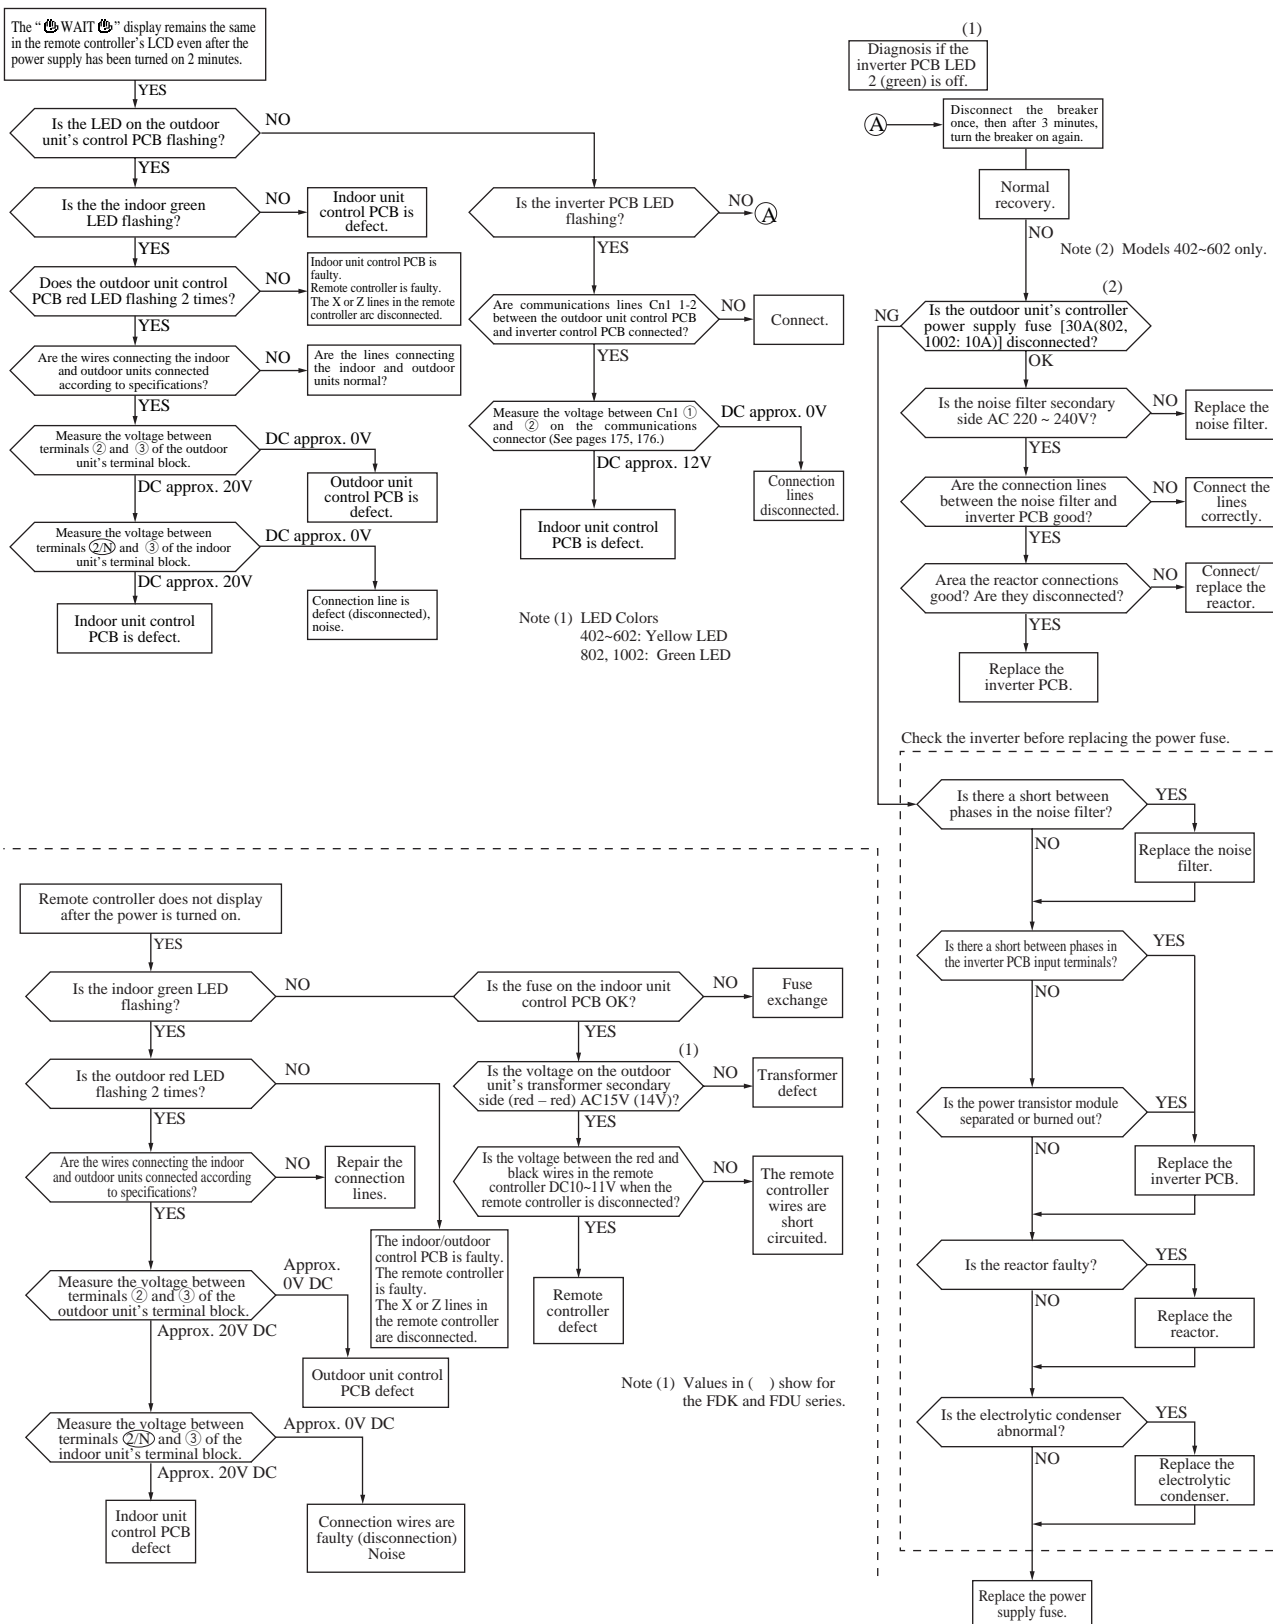 The “ WAIT ” display remains the same
in the remote controller's LCD even after the
power supply has been turned on 2 minutes.
YES
Is the LED on the outdoor
unit's control PCB flashing?
NO
YES
Is the the indoor green
LED flashing?
NO
Indoor unit
control PCB is
defect.
YES
Does the outdoor unit control
PCB red LED flashing 2 times?
NO
Indoor unit control PCB is
faulty.
Remote controller is faulty.
The X or Z lines in the remote
controller arc disconnected.
YES
Are the wires connecting the indoor
and outdoor units connected
according to specifications?
NO
Are the lines connecting
the indoor and outdoor
units normal?
YES
Measure the voltage between
terminals ② and ③ of the outdoor
unit's terminal block.
DC approx. 0V
Outdoor unit
control PCB is
defect.
DC approx. 20V
Measure the voltage between
terminals 2/N and ③ of the indoor
unit's terminal block.
DC approx. 0V
Connection line is
defect (disconnected),
noise.
DC approx. 20V
Indoor unit control
PCB is defect.
Is the inverter PCB LED
flashing?
NO
A
YES
Are communications lines Cn1 1-2
between the outdoor unit control PCB
and inverter control PCB connected?
NO
Connect.
YES
Measure the voltage between Cn1 ①
and ② on the communications
connector (See pages 175, 176.)
DC approx. 0V
Connection
lines
disconnected.
DC approx. 12V
Indoor unit control
PCB is defect.
Note (1) LED Colors
402~602: Yellow LED
802, 1002: Green LED
(1)
Diagnosis if the
inverter PCB LED
2 (green) is off.
A
Disconnect the breaker
once, then after 3 minutes,
turn the breaker on again.
Normal
recovery.
NO
Note (2) Models 402~602 only.
(2)
NG
Is the outdoor unit's controller
power supply fuse [30A(802,
1002: 10A)] disconnected?
OK
Is the noise filter secondary
side AC 220 ~ 240V?
NO
Replace the
noise filter.
YES
Are the connection lines
between the noise filter and
inverter PCB good?
NO
Connect the
lines
correctly.
YES
Area the reactor connections
good? Are they disconnected?
NO
Connect/
replace the
reactor.
YES
Replace the
inverter PCB.
Check the inverter before replacing the power fuse.
Is there a short between
phases in the noise filter?
YES
Replace the noise
filter.
NO
Is there a short between phases in
the inverter PCB input terminals?
YES
NO
Is the power transistor module
separated or burned out?
YES
Replace the
inverter PCB.
NO
Is the reactor faulty?
YES
Replace the
reactor.
NO
Is the electrolytic condenser
abnormal?
YES
Replace the
electrolytic
condenser.
NO
Replace the power
supply fuse.
Remote controller does not display
after the power is turned on.
YES
Is the indoor green LED
flashing?
NO
YES
Is the outdoor red LED
flashing 2 times?
NO
YES
Are the wires connecting the indoor
and outdoor units connected according
to specifications?
NO
Repair the
connection
lines.
YES
The indoor/outdoor
control PCB is faulty.
The remote controller
is faulty.
The X or Z lines in
the remote controller
are disconnected.
Measure the voltage between
terminals ② and ③ of the
outdoor unit's terminal block.
Approx.
0V DC
Outdoor unit control
PCB defect
Approx. 20V DC
Measure the voltage between
terminals 2/N and ③ of the
indoor unit's terminal block.
Approx. 0V DC
Connection wires are
faulty (disconnection)
Noise
Approx. 20V DC
Indoor unit
control PCB
defect
Is the fuse on the indoor unit
control PCB OK?
NO
Fuse
exchange
YES
(1)
Is the voltage on the outdoor
unit's transformer secondary
side (red – red) AC15V (14V)?
NO
Transformer
defect
YES
Is the voltage between the red and
black wires in the remote
controller DC10~11V when the
remote controller is disconnected?
NO
The remote
controller
wires are
short
circuited.
YES
Remote
controller
defect
Note (1) Values in ( ) show for
the FDK and FDU series.